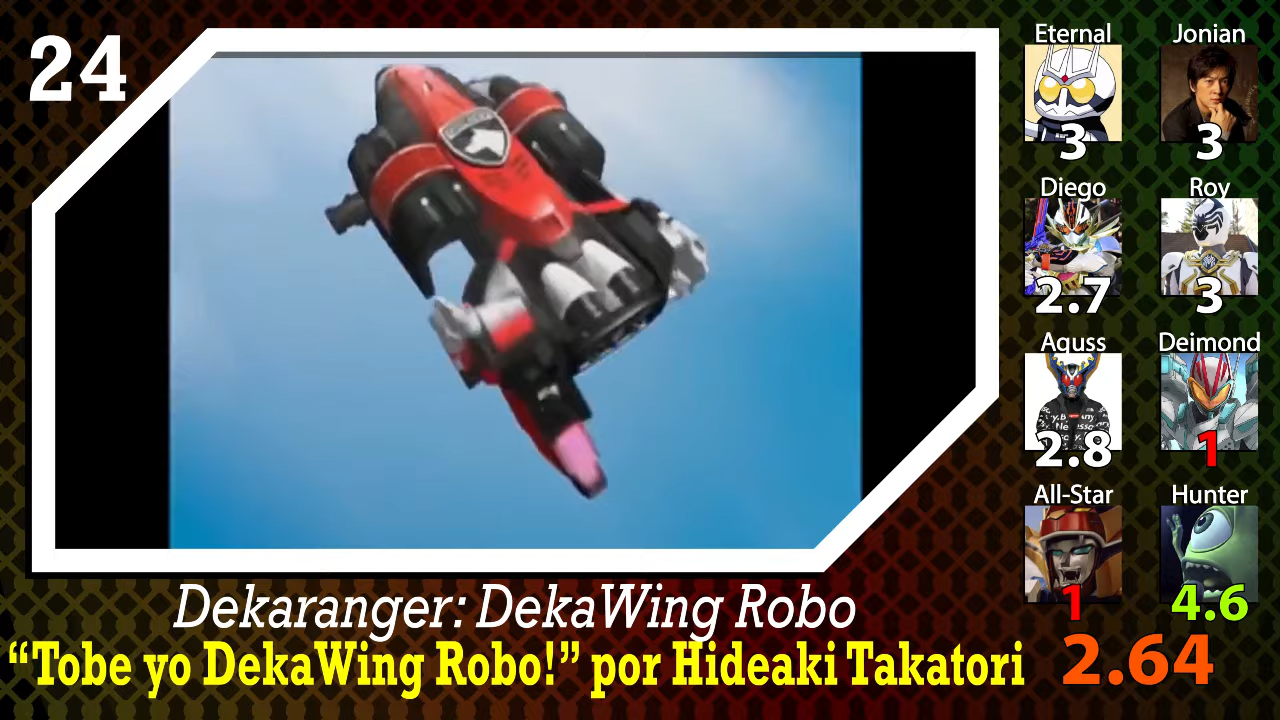 24
Eternal
3
Jonian
3
Diego
2.7
Roy
3
Aquss
2.8
Deimond
1
All-Star
1
Hunter
4.6
Dekaranger: DekaWing Robo
“Tobe yo DekaWing Robo!” por Hideaki Takatori
2.64